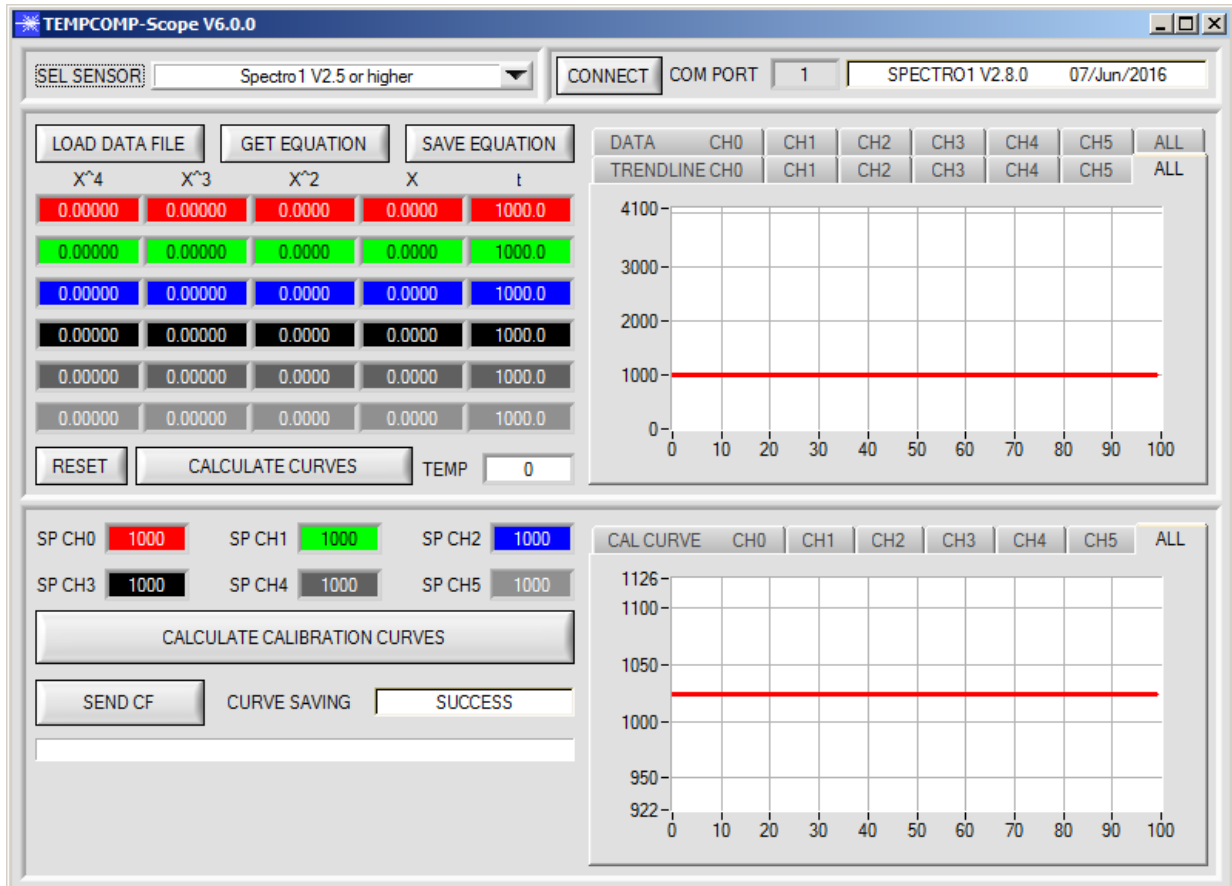 TEMPCOMP-Scope V6.0.0
SEL SENSOR Spectro1 V2.5 or higher CONNECT COM PORT 1 SPECTRO1 V2.8.0 07/Jun/2016
LOAD DATA FILE GET EQUATION SAVE EQUATION
X^4 X^3 X^2 X t
0.00000 0.00000 0.0000 0.0000 1000.0
0.00000 0.00000 0.0000 0.0000 1000.0
0.00000 0.00000 0.0000 0.0000 1000.0
0.00000 0.00000 0.0000 0.0000 1000.0
0.00000 0.00000 0.0000 0.0000 1000.0
0.00000 0.00000 0.0000 0.0000 1000.0
RESET CALCULATE CURVES TEMP 0
DATA CH0 CH1 CH2 CH3 CH4 CH5 ALL
TRENDLINE CH0 CH1 CH2 CH3 CH4 CH5 ALL
4100
3000
2000
1000
0
0 10 20 30 40 50 60 70 80 90 100
SP CH0 1000 SP CH1 1000 SP CH2 1000
SP CH3 1000 SP CH4 1000 SP CH5 1000
CALCULATE CALIBRATION CURVES
SEND CF CURVE SAVING SUCCESS
CAL CURVE CH0 CH1 CH2 CH3 CH4 CH5 ALL
1126
1100
1050
1000
950
922
0 10 20 30 40 50 60 70 80 90 100